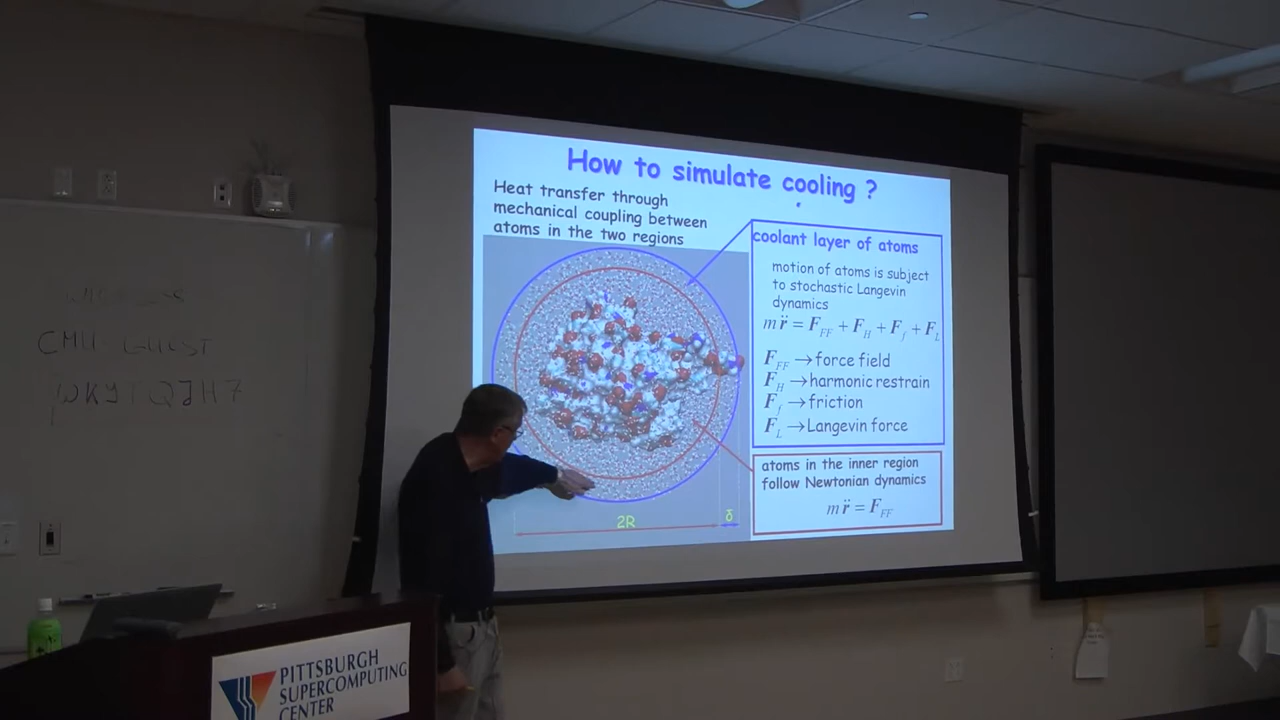 How to simulate cooling ?
Heat transfer through
mechanical coupling between
atoms in the two regions
coolant layer of atoms
motion of atoms is subject
to stochastic Langevin
dynamics
mr̈ = F_FF + F_H + F_f + F_L
F_FF → force field
F_H → harmonic restrain
F_f → friction
F_L → Langevin force
atoms in the inner region
follow Newtonian dynamics
mr̈ = F_FF
2R
δ
PITTSBURGH
SUPERCOMPUTING
CENTER